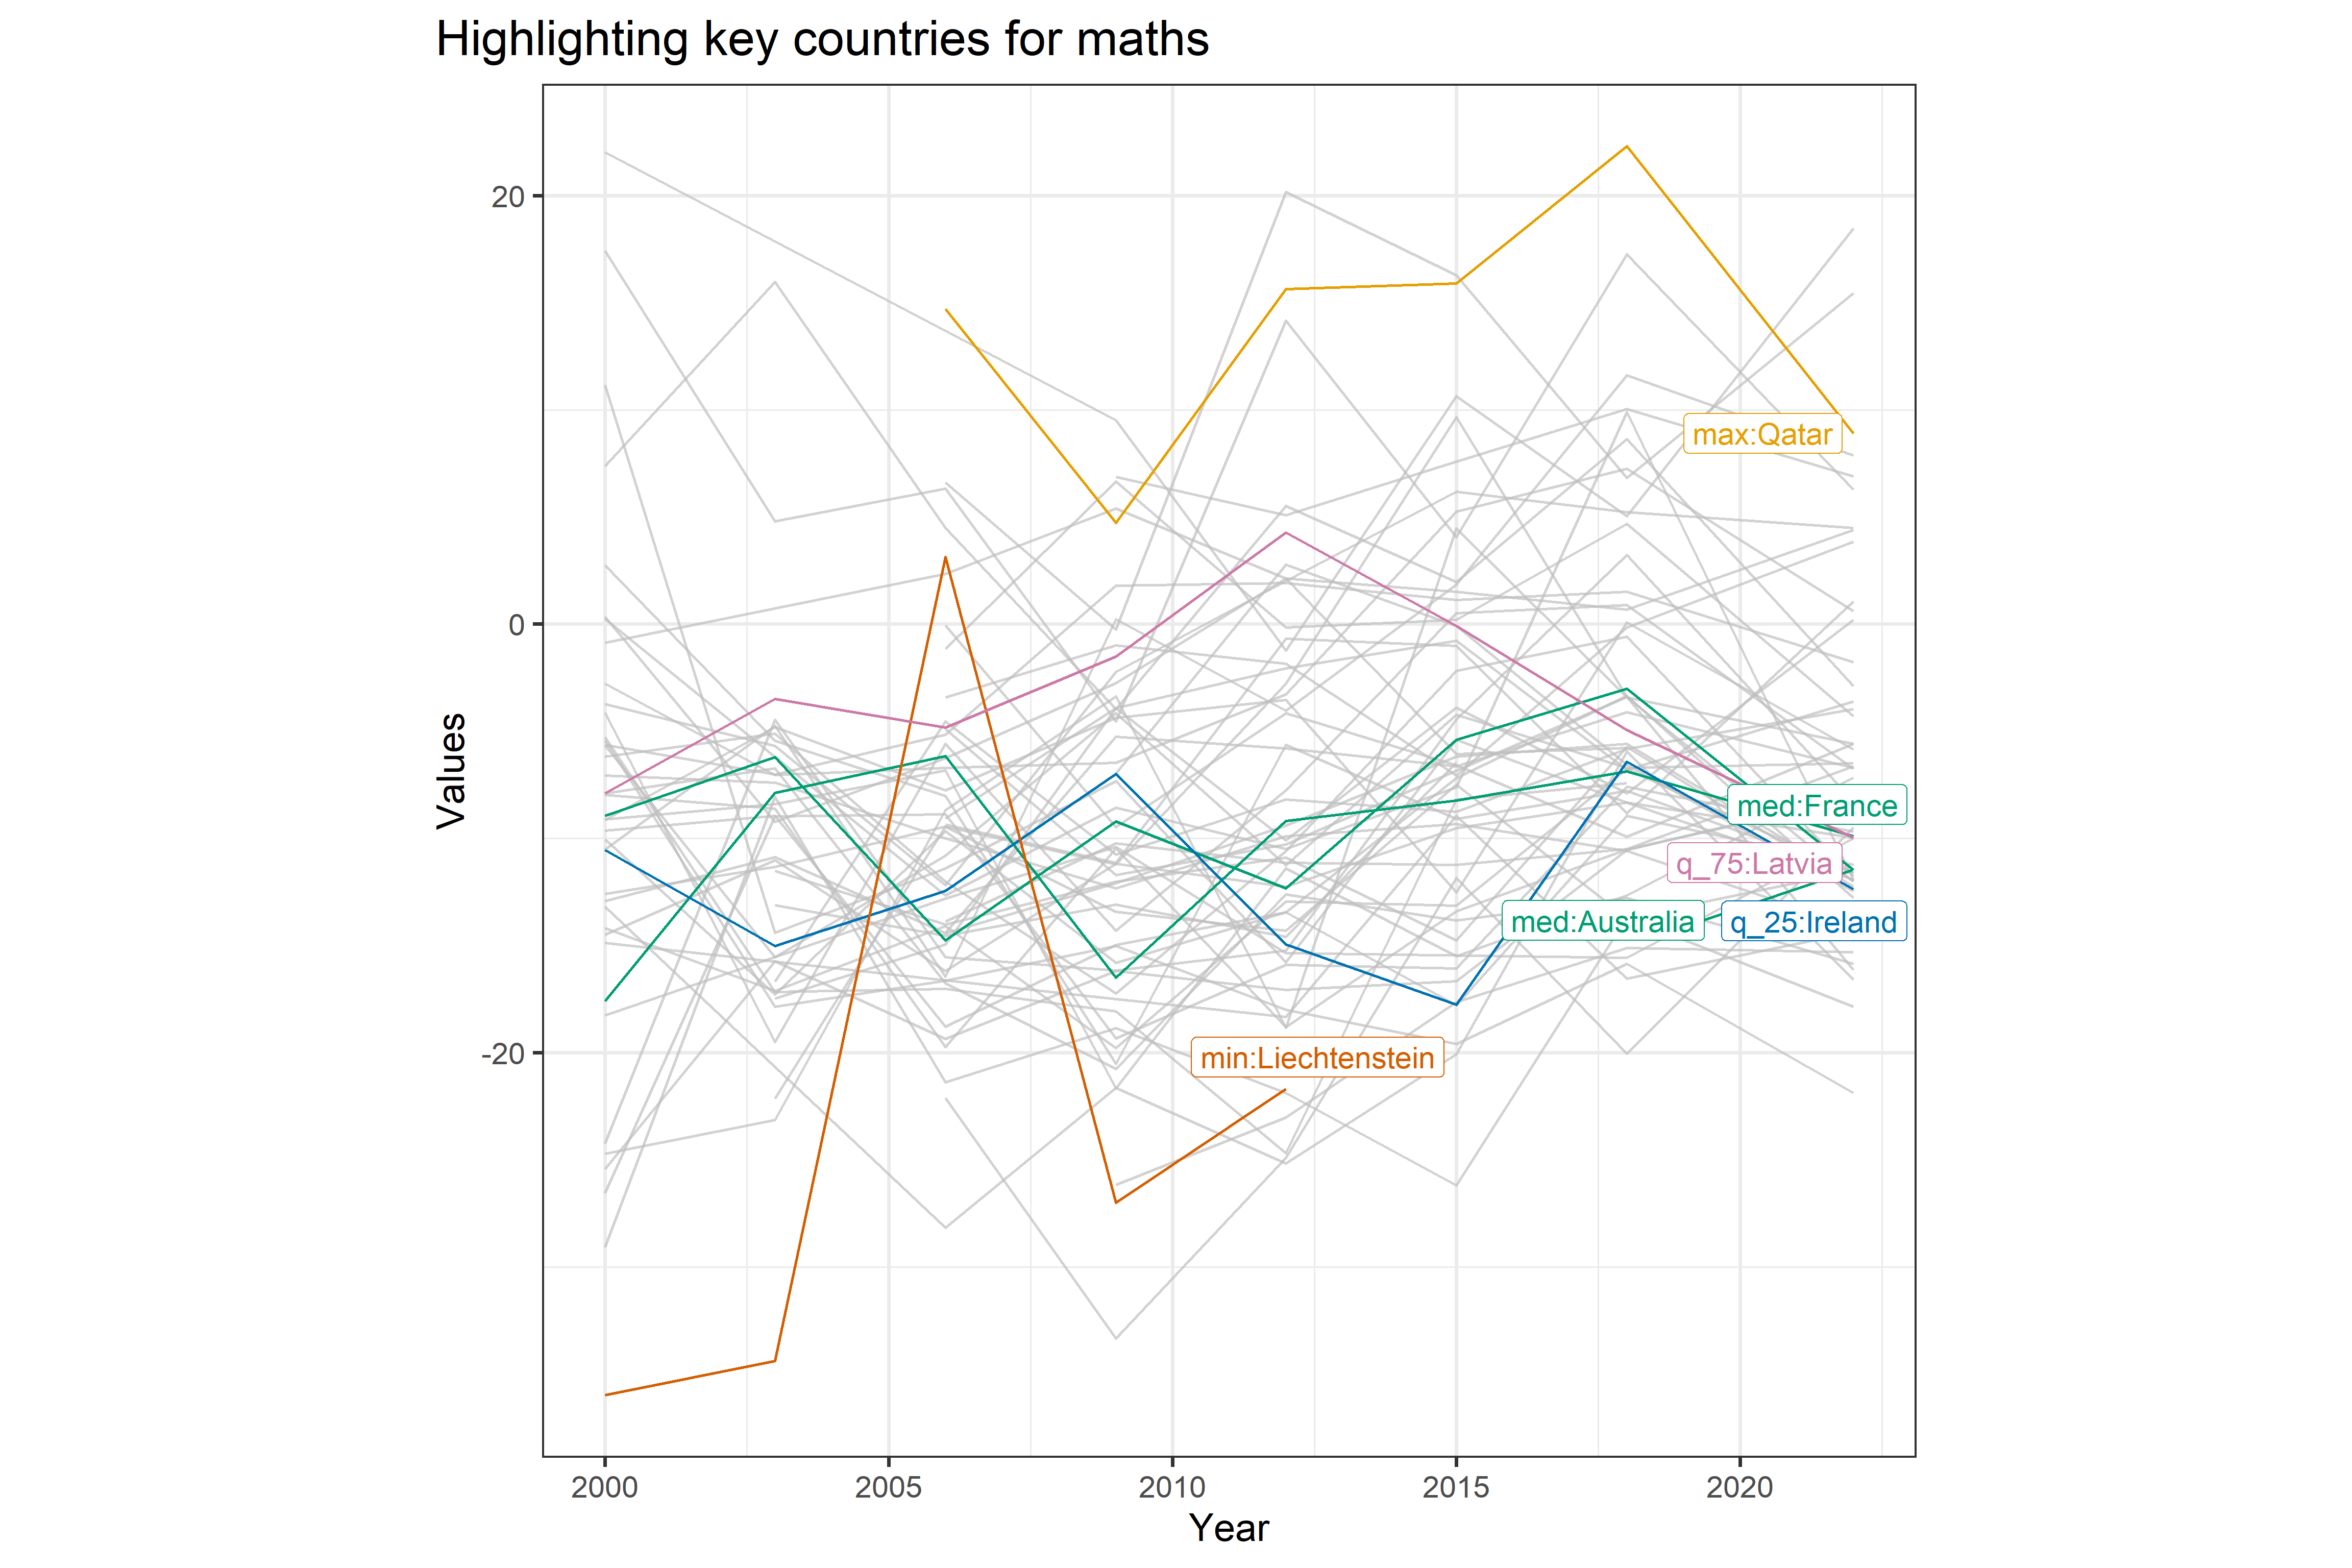 Highlighting key countries for maths
20
0
-20
Values
max:Qatar
med:France
q_75:Latvia
med:Australia
q_25:Ireland
min:Liechtenstein
2000
2005
2010
2015
2020
Year